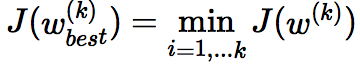 J(w_{best}^{(k)}) = \min_{i=1,...k} J(w^{(k)})